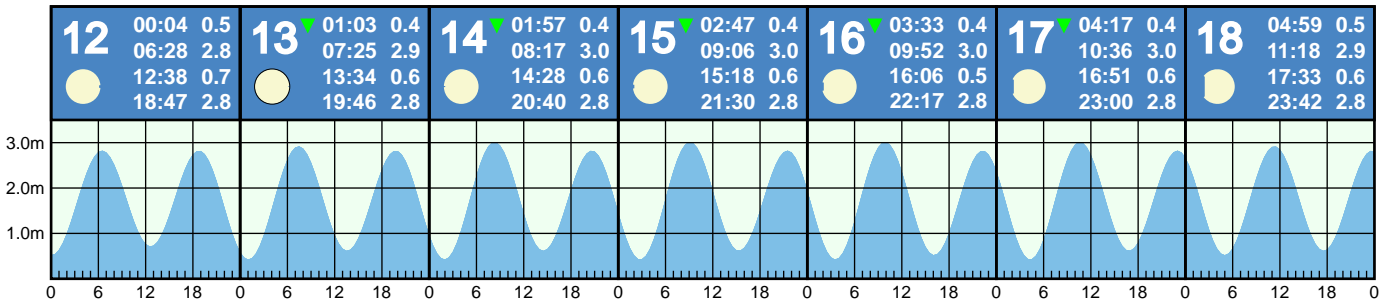 12 00:04 0.5 13 01:03 0.4 14 01:57 0.4 15 02:47 0.4 16 03:33 0.4 17 04:17 0.4 18 04:59 0.5
06:28 2.8 07:25 2.9 08:17 3.0 09:06 3.0 09:52 3.0 10:36 3.0 11:18 2.9
12:38 0.7 13:34 0.6 14:28 0.6 15:18 0.6 16:06 0.5 16:51 0.6 17:33 0.6
18:47 2.8 19:46 2.8 20:40 2.8 21:30 2.8 22:17 2.8 23:00 2.8 23:42 2.8
3.0m
2.0m
1.0m
0 6 12 18 0 6 12 18 0 6 12 18 0 6 12 18 0 6 12 18 0 6 12 18 0 6 12 18 0